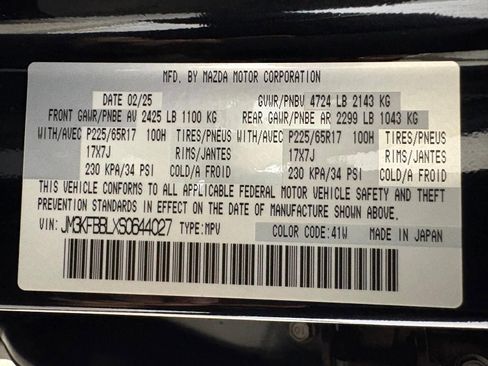 MFD. BY MAZDA MOTOR CORPORATION
DATE 02/25 GVWR/PNBV 4724 LB 2143 KG
FRONT GAWR/PNBE AV 2425 LB 1100 KG REAR GAWR/PNBE AR 2299 LB 1043 KG
WITH/AVEC P225/65R17 100H TIRES/PNEUS WITH/AVEC P225/65R17 100H TIRES/PNEUS
17X7J RIMS/JANTES 17X7J RIMS/JANTES
230 KPA/34 PSI COLD/A FROID 230 KPA/34 PSI COLD/A FROID
THIS VEHICLE CONFORMS TO ALL APPLICABLE FEDERAL MOTOR VEHICLE SAFETY AND THEFT
PREVENTION STANDARDS IN EFFECT ON THE DATE OF MANUFACTURE SHOWN ABOVE.
VIN: JM3KFBBLXS0644027 TYPE:MPV COLOR CODE:41W MADE IN JAPAN